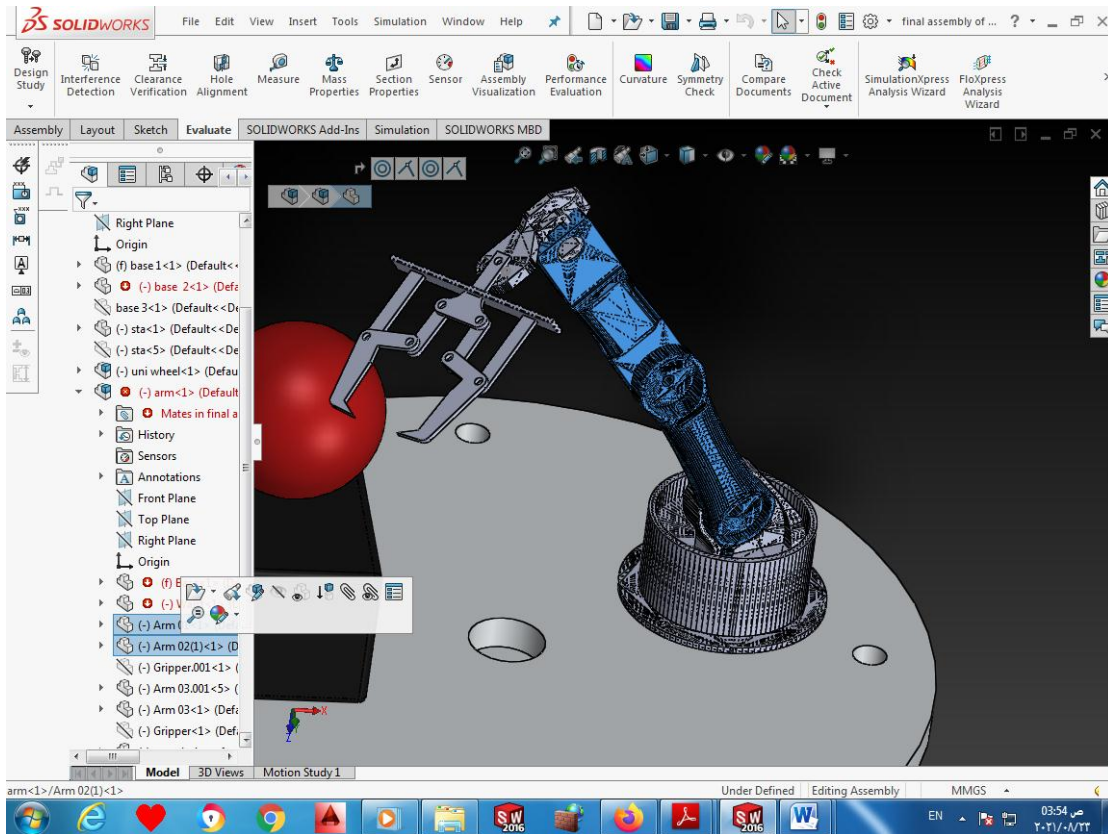 SOLIDWORKS File Edit View Insert Tools Simulation Window Help final assembly of ... ?
Design Study
Interference Detection
Clearance Verification
Hole Alignment
Measure
Mass Properties
Section Properties
Sensor
Assembly Visualization
Performance Evaluation
Curvature
Symmetry Check
Compare Documents
Check Active Document
SimulationXpress Analysis Wizard
FloXpress Analysis Wizard
Assembly Layout Sketch Evaluate SOLIDWORKS Add-Ins Simulation SOLIDWORKS MBD
Right Plane
Origin
(f) base 1<1> (Default<<
(-) base 2<1> (Defa
base 3<1> (Default<<De
(-) sta<1> (Default<<De
(-) sta<5> (Default<<De
(-) uni wheel<1> (Defau
(-) arm<1> (Default
Mates in final a
History
Sensors
Annotations
Front Plane
Top Plane
Right Plane
Origin
(f)
(-)
(-) Arm
(-) Arm 02(1)<1> (D
(-) Gripper.001<1> (
(-) Arm 03.001<5> (
(-) Arm 03<1> (Defa
(-) Gripper<1> (Defa
X
Z
Model 3D Views Motion Study 1
arm<1>/Arm 02(1)<1> Under Defined Editing Assembly MMGS
SW 2016 SW 2016 W EN 03:54 ص
٢٠٢١/٠٨/٢٣